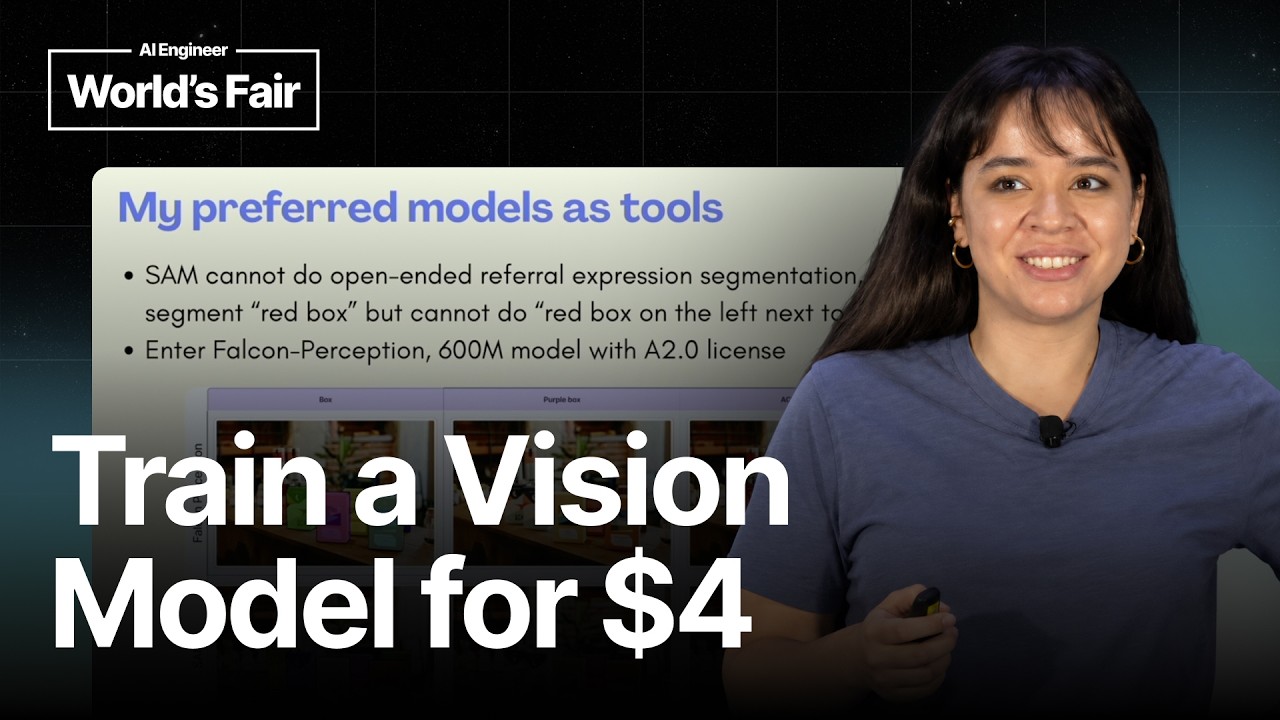 AI Engineer
World's Fair
My preferred models as tools
• SAM cannot do open-ended referral expression segmentation,
segment “red box” but cannot do “red box on the left next to
• Enter Falcon-Perception, 600M model with A2.0 license
Box
Purple box
Train a Vision
Model for $4